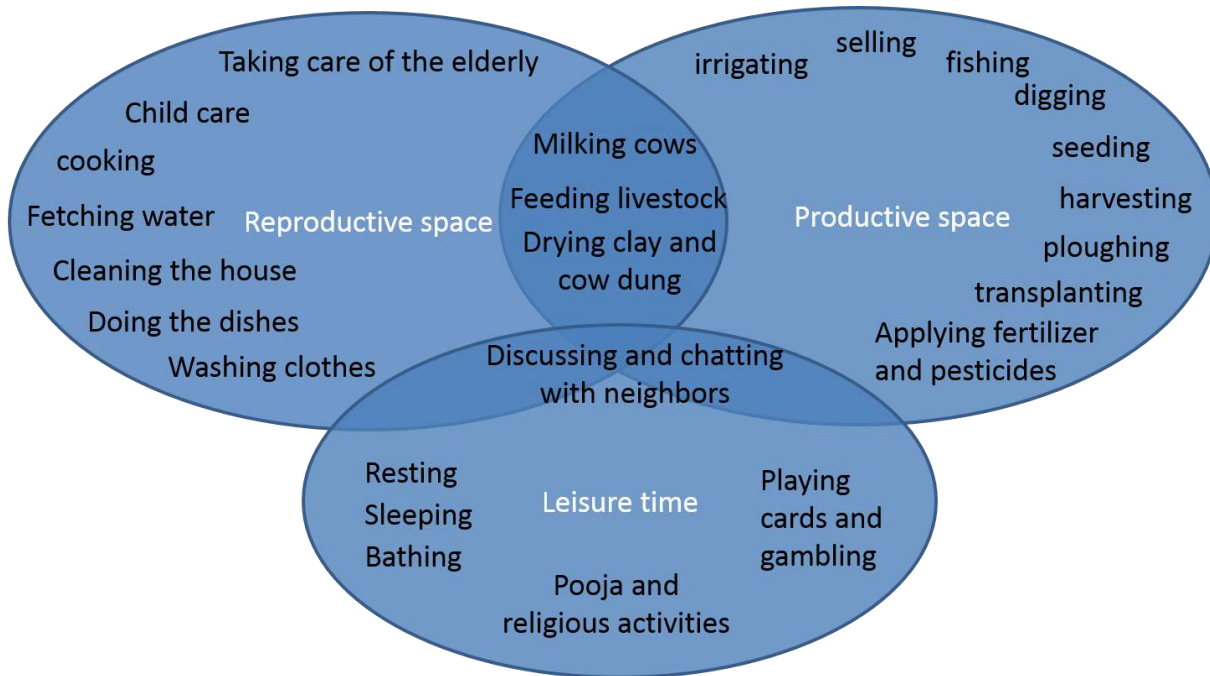 Taking care of the elderly
Child care
cooking
Fetching water
Reproductive space
Cleaning the house
Doing the dishes
Washing clothes
Milking cows
Feeding livestock
Drying clay and
cow dung
irrigating
selling
fishing
digging
seeding
harvesting
Productive space
ploughing
transplanting
Applying fertilizer
and pesticides
Discussing and chatting
with neighbors
Resting
Sleeping
Bathing
Leisure time
Playing
cards and
gambling
Pooja and
religious activities